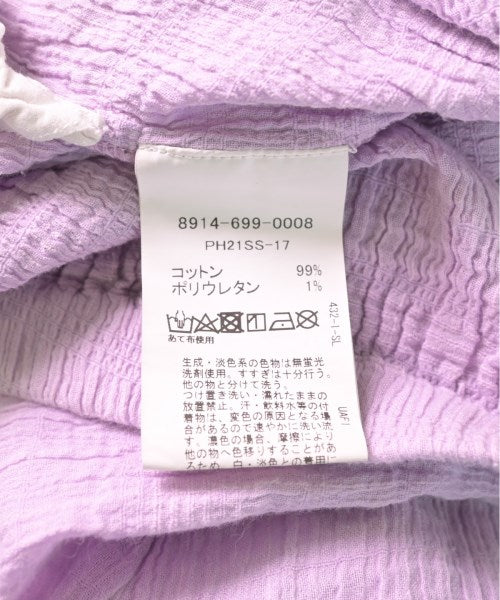 8914-699-0008
PH21SS-17
コットン 99%
ポリウレタン 1%
あて布使用
生成・淡色系の色物は無蛍光
洗剤使用、すすぎは十分行う。
他の物と分けて洗う。
つけ置き洗い・濡れたままの
放置禁止。汗・飲料水等の付
着物は、変色の原因となる場
合があるので速やかに洗い流
す。濃色の場合、摩擦により
他の物へ色移りすることがあ
るため、白・淡色との着用に
432-1-SL
UAFI